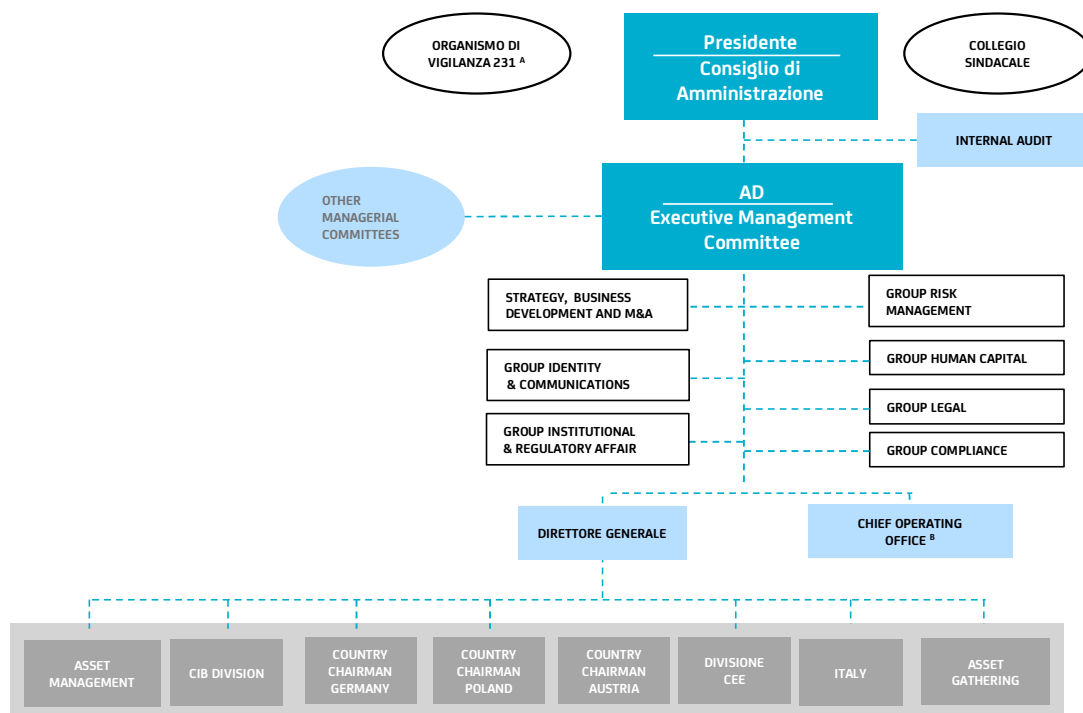 ORGANISMO DI
VIGILANZA 231 A
Presidente
Consiglio di
Amministrazione
COLLEGIO
SINDACALE
INTERNAL AUDIT
OTHER
MANAGERIAL
COMMITTEES
AD
Executive Management
Committee
STRATEGY, BUSINESS
DEVELOPMENT AND M&A
GROUP RISK
MANAGEMENT
GROUP IDENTITY
& COMMUNICATIONS
GROUP HUMAN CAPITAL
GROUP INSTITUTIONAL
& REGULATORY AFFAIR
GROUP LEGAL
GROUP COMPLIANCE
DIRETTORE GENERALE
CHIEF OPERATING
OFFICE B
ASSET
MANAGEMENT
CIB DIVISION
COUNTRY
CHAIRMAN
GERMANY
COUNTRY
CHAIRMAN
POLAND
COUNTRY
CHAIRMAN
AUSTRIA
DIVISIONE
CEE
ITALY
ASSET
GATHERING